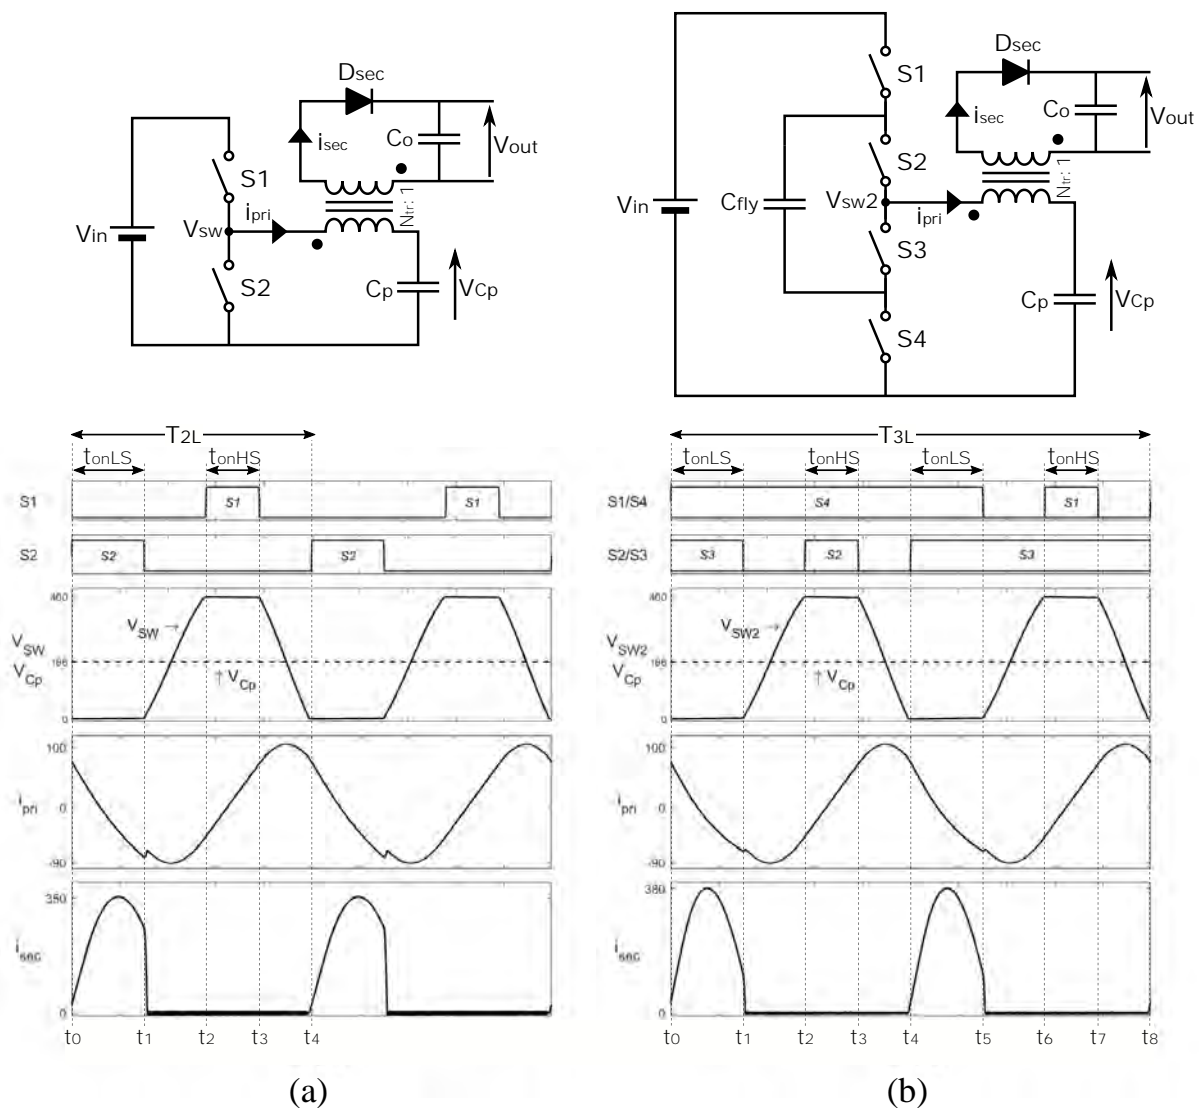 Dsec
isec
Co
Vout
S1
Ntr: 1
Vin
Vsw
ipri
S2
Cp
VCp
S1
Dsec
isec
Co
Vout
S2
Ntr: 1
Vin
Cfly
Vsw2
ipri
S3
Cp
VCp
S4
T2L
tonLS
tonHS
S1
S1
S1
S2
S2
S2
460
VSW →
VSW
VCp
196
↑ VCp
0
100
ipri
0
-90
350
isec
0
t0 t1 t2 t3 t4
(a)
T3L
tonLS tonHS tonLS tonHS
S1/S4
S4
S1
S2/S3
S3
S2
S3
460
VSW2 →
VSW2
VCp
196
↑ VCp
0
100
ipri
0
-90
380
isec
0
t0 t1 t2 t3 t4 t5 t6 t7 t8
(b)